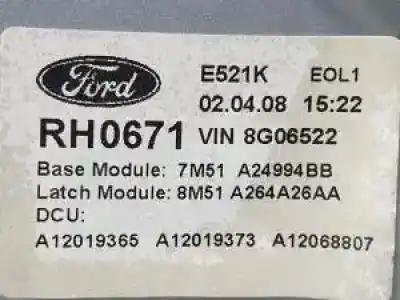 Ford
E521K EOL1
02.04.08 15:22
RH0671 VIN 8G06522
Base Module: 7M51 A24994BB
Latch Module: 8M51 A264A26AA
DCU:
A12019365 A12019373 A12068807